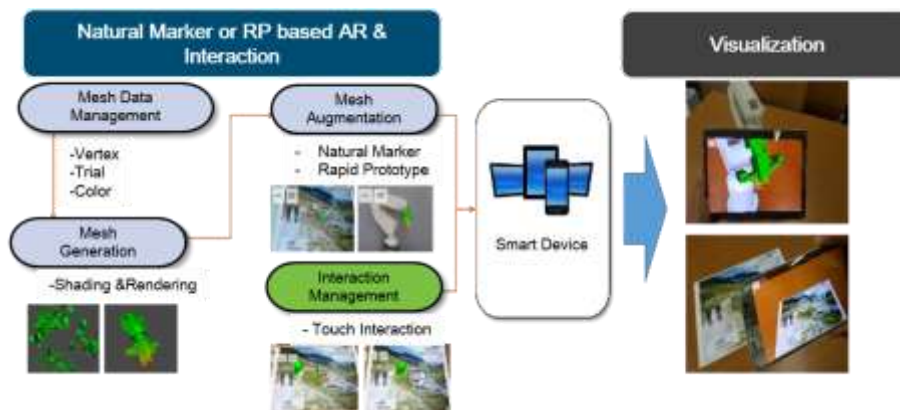 Natural Marker or RP based AR &
Interaction
Visualization
Mesh Data
Management
-Vertex
-Trial
-Color
Mesh
Generation
-Shading &Rendering
Mesh
Augmentation
- Natural Marker
- Rapid Prototype
Interaction
Management
- Touch Interaction
Smart Device